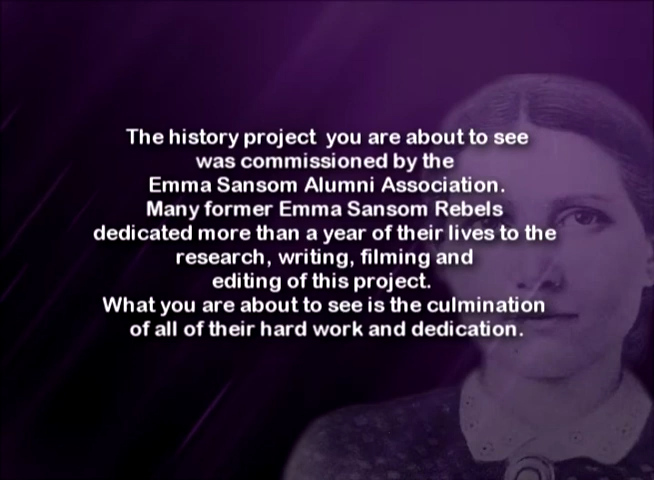 The history project you are about to see
was commissioned by the
Emma Sansom Alumni Association.
Many former Emma Sansom Rebels
dedicated more than a year of their lives to the
research, writing, filming and
editing of this project.
What you are about to see is the culmination
of all of their hard work and dedication.